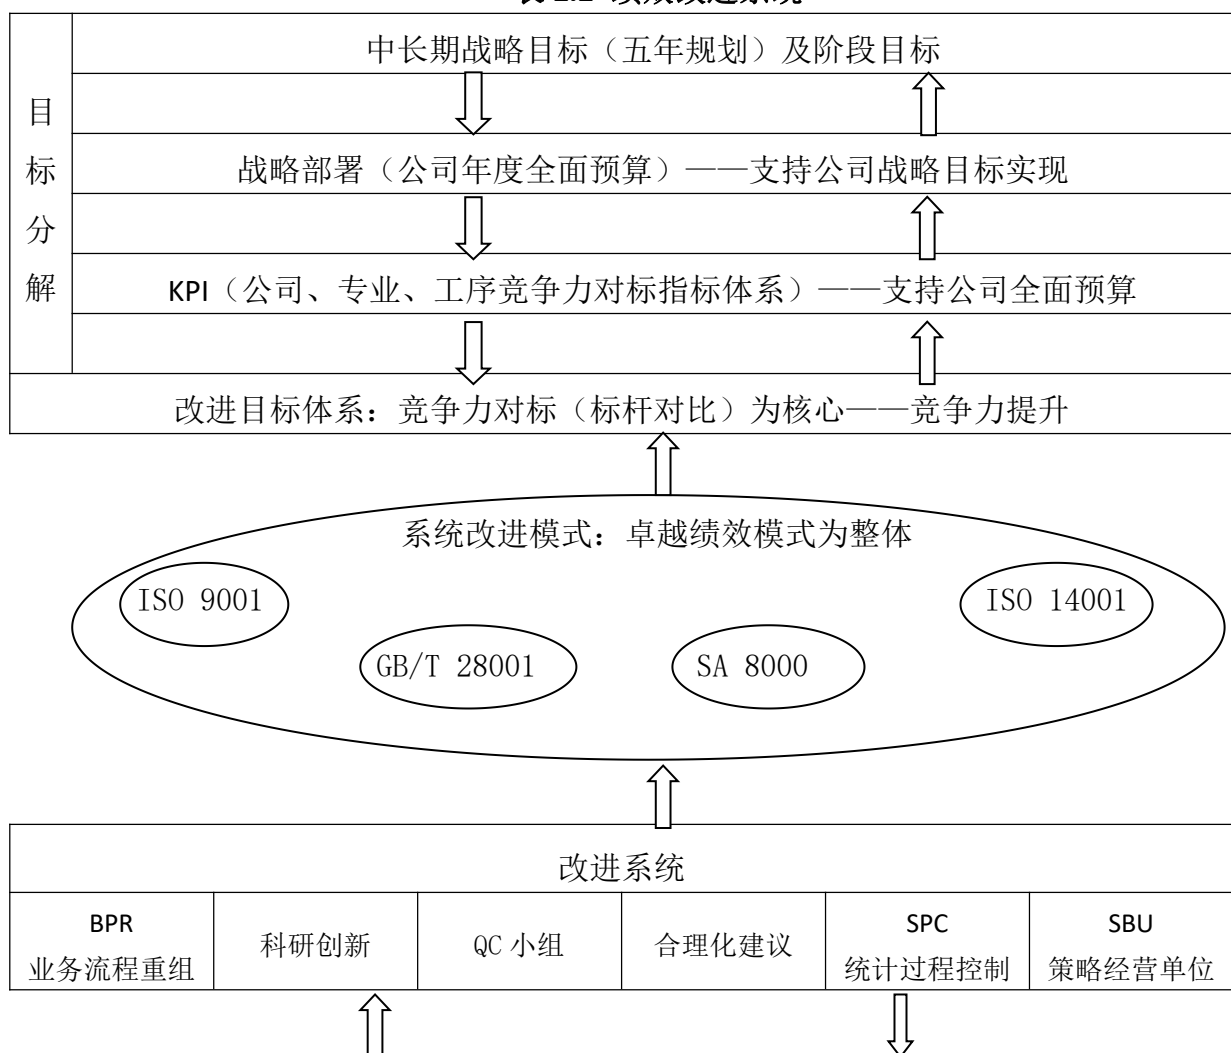 中长期战略目标（五年规划）及阶段目标
目
标
分
解
战略部署（公司年度全面预算）——支持公司战略目标实现
KPI（公司、专业、工序竞争力对标指标体系）——支持公司全面预算
改进目标体系：竞争力对标（标杆对比）为核心——竞争力提升
系统改进模式：卓越绩效模式为整体
ISO 9001
ISO 14001
GB/T 28001
SA 8000
改进系统
BPR
业务流程重组
科研创新
QC 小组
合理化建议
SPC
统计过程控制
SBU
策略经营单位